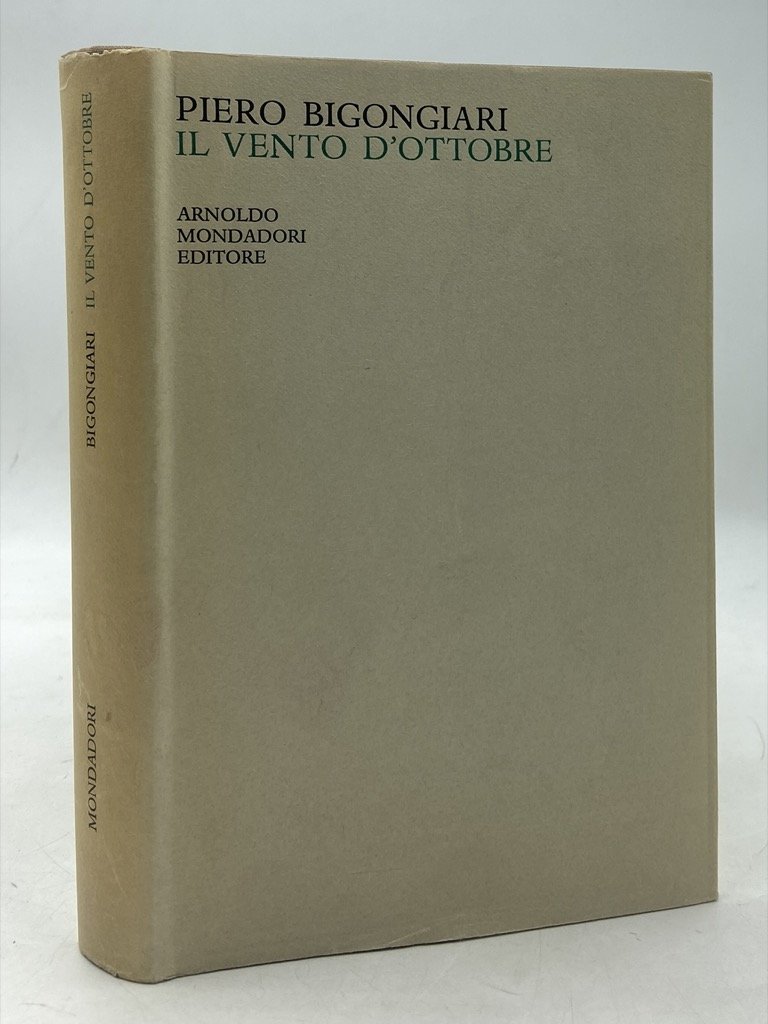 PIERO BIGONGIARI
IL VENTO D'OTTOBRE
ARNOLDO
MONDADORI
EDITORE
BIGONGIARI IL VENTO D'OTTOBRE
MONDADORI